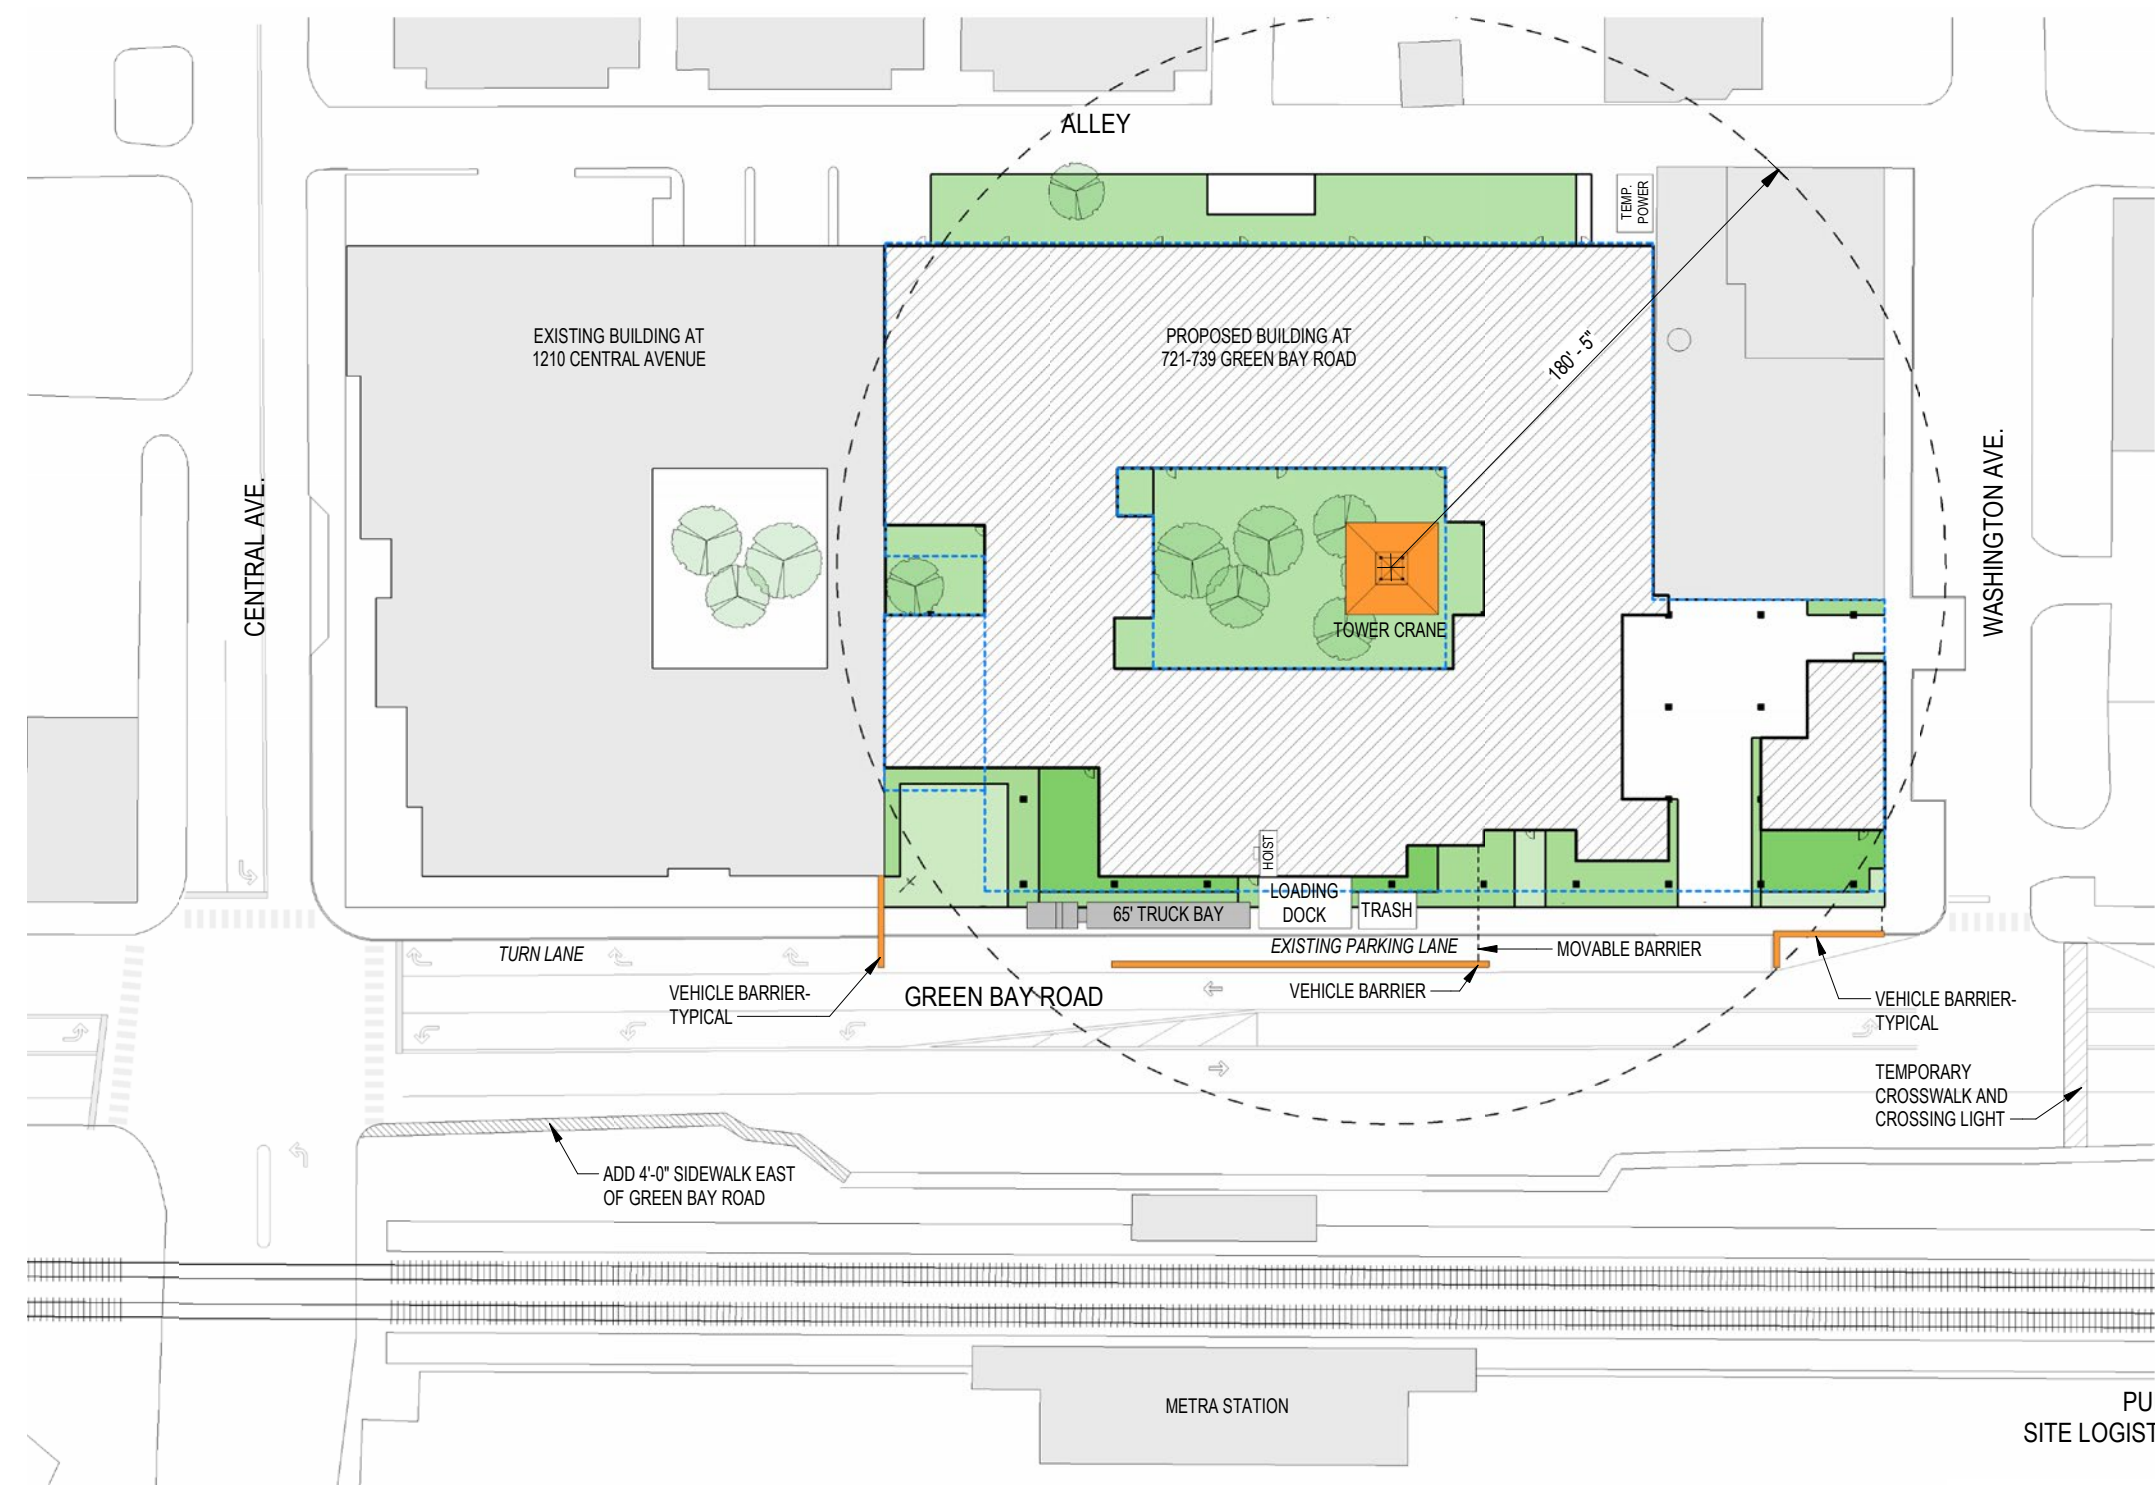 ALLEY
TEMP.
POWER
EXISTING BUILDING AT
1210 CENTRAL AVENUE
PROPOSED BUILDING AT
721-739 GREEN BAY ROAD
180' - 5"
CENTRAL AVE.
WASHINGTON AVE.
TOWER CRANE
HOIST
LOADING
DOCK
65' TRUCK BAY
TRASH
TURN LANE
EXISTING PARKING LANE
MOVABLE BARRIER
VEHICLE BARRIER-
TYPICAL
GREEN BAY ROAD
VEHICLE BARRIER
VEHICLE BARRIER-
TYPICAL
TEMPORARY
CROSSWALK AND
CROSSING LIGHT
ADD 4'-0" SIDEWALK EAST
OF GREEN BAY ROAD
METRA STATION
PU
SITE LOGIST